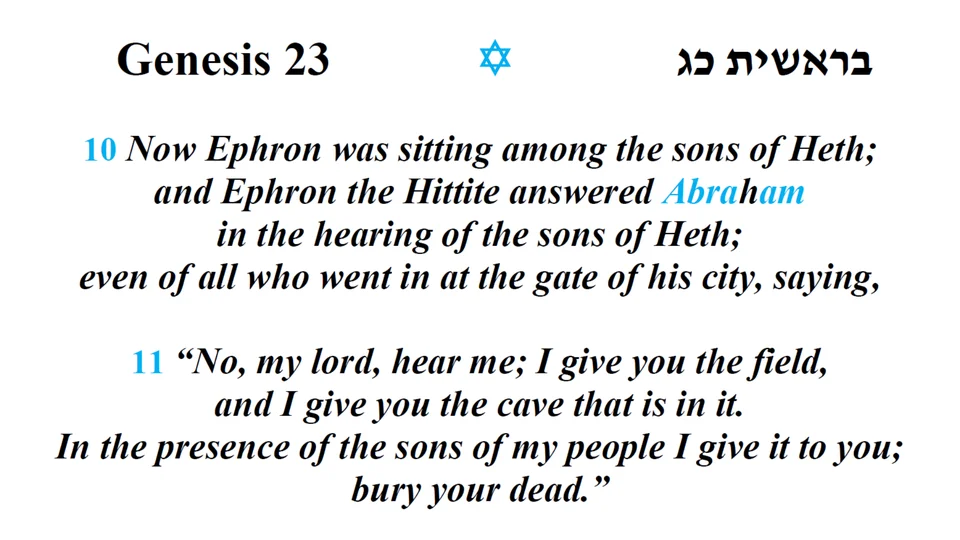 Genesis 23 ✡ בראשית כג
10 Now Ephron was sitting among the sons of Heth;
and Ephron the Hittite answered Abraham
in the hearing of the sons of Heth;
even of all who went in at the gate of his city, saying,
11 “No, my lord, hear me; I give you the field,
and I give you the cave that is in it.
In the presence of the sons of my people I give it to you;
bury your dead.”